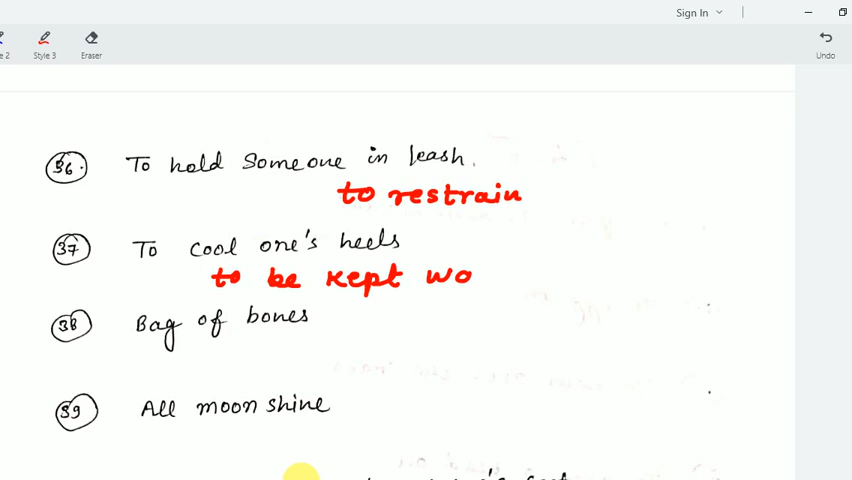 Sign In
Style 3
Eraser
Undo
36. To hold someone in leash.
to restrain
37 To cool one's heels
to be kept wa
38 Bag of bones
39 All moon shine